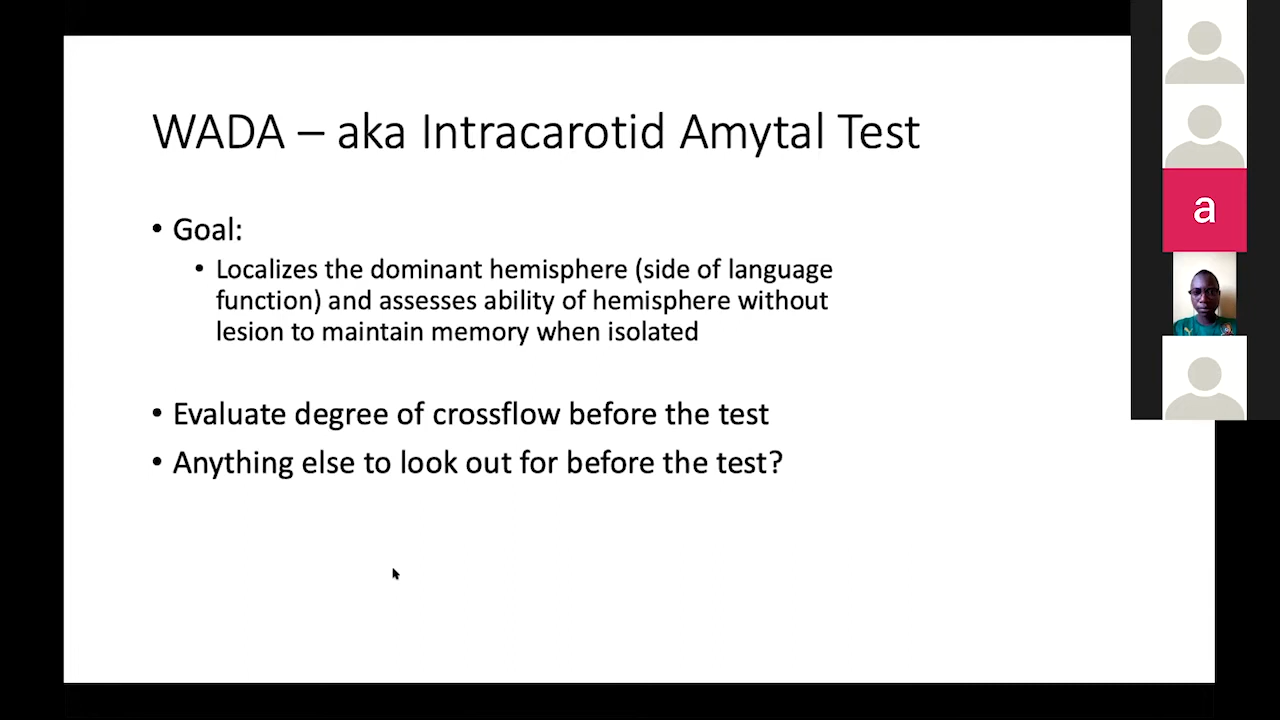 WADA – aka Intracarotid Amytal Test
• Goal:
• Localizes the dominant hemisphere (side of language
function) and assesses ability of hemisphere without
lesion to maintain memory when isolated
• Evaluate degree of crossflow before the test
• Anything else to look out for before the test?
a